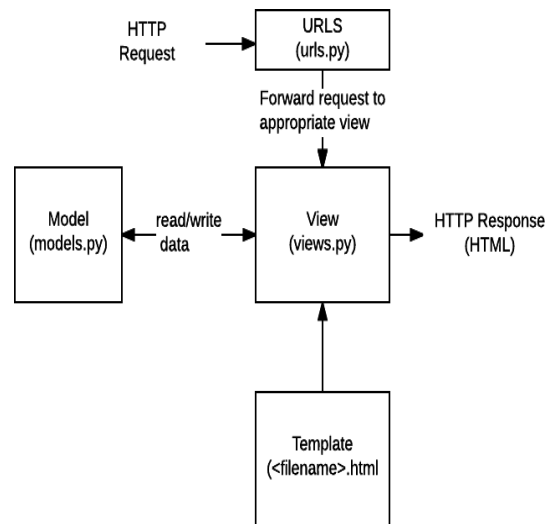 HTTP
Request
URLS
(urls.py)
Forward request to
appropriate view
Model
(models.py)
read/write
data
View
(views.py)
HTTP Response
(HTML)
Template
(<filename>.html